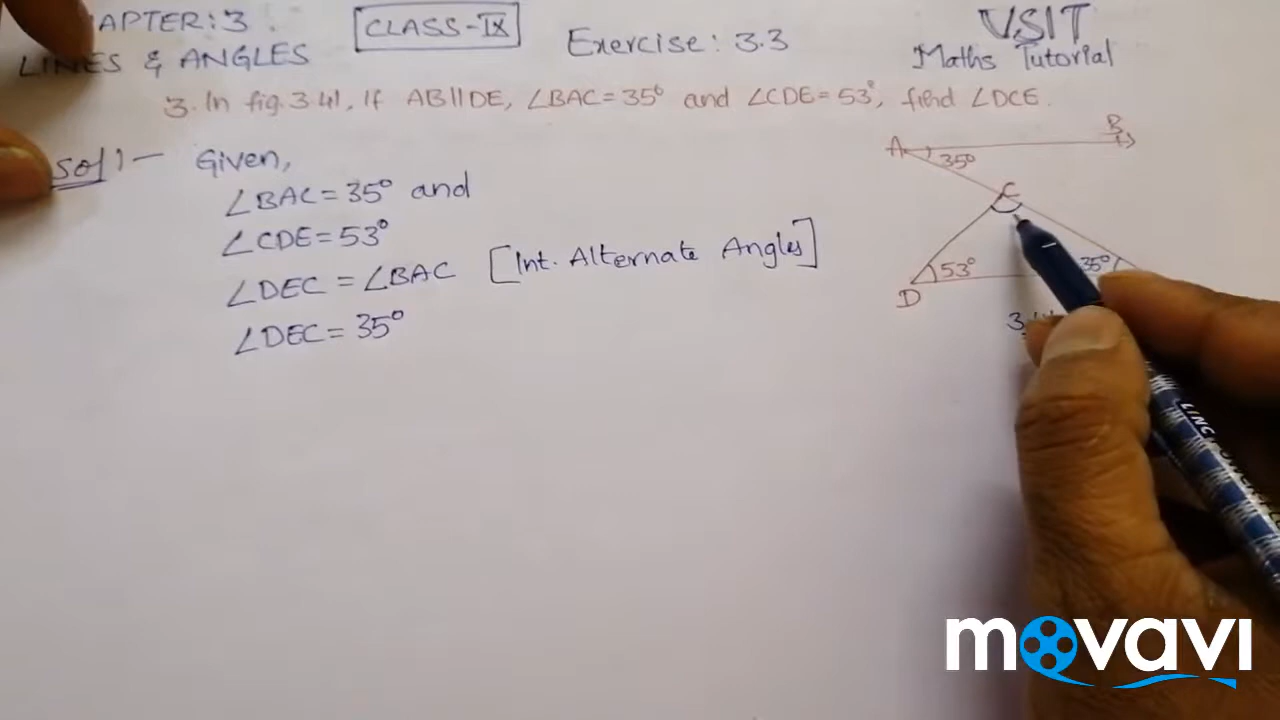 APTER: 3
CLASS-IX
Exercise: 3.3
VSIT
LINES & ANGLES
Maths Tutorial
3. In fig. 3.41, If AB||DE, ∠BAC=35° and ∠CDE=53°, find ∠DCE.
Sol:- Given,
∠BAC=35° and
∠CDE=53°
∠DEC = ∠BAC [Int. Alternate Angles]
∠DEC = 35°
A B
35°
C
53° 35°
D
movavi